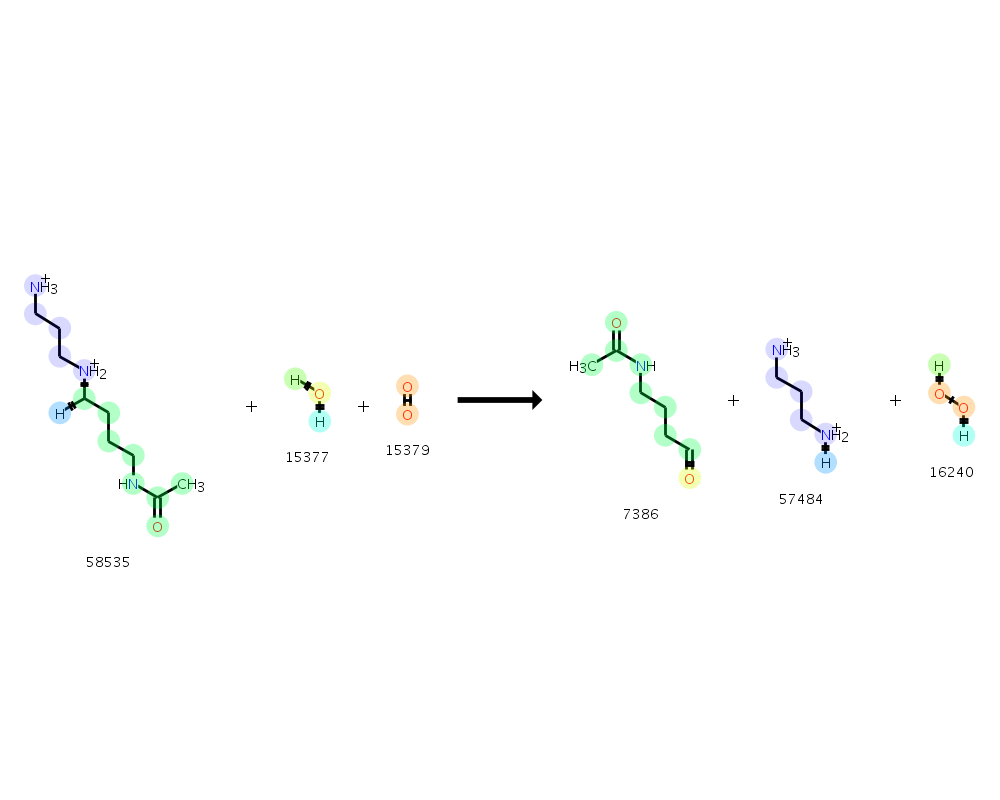 NH3 +
NH2 +
H
HN
CH3
O
58535
+
H
O
H
15377
+
O
O
15379
O
H3C
NH
O
7386
+
NH3 +
NH2 +
H
57484
+
H
O
O
H
16240